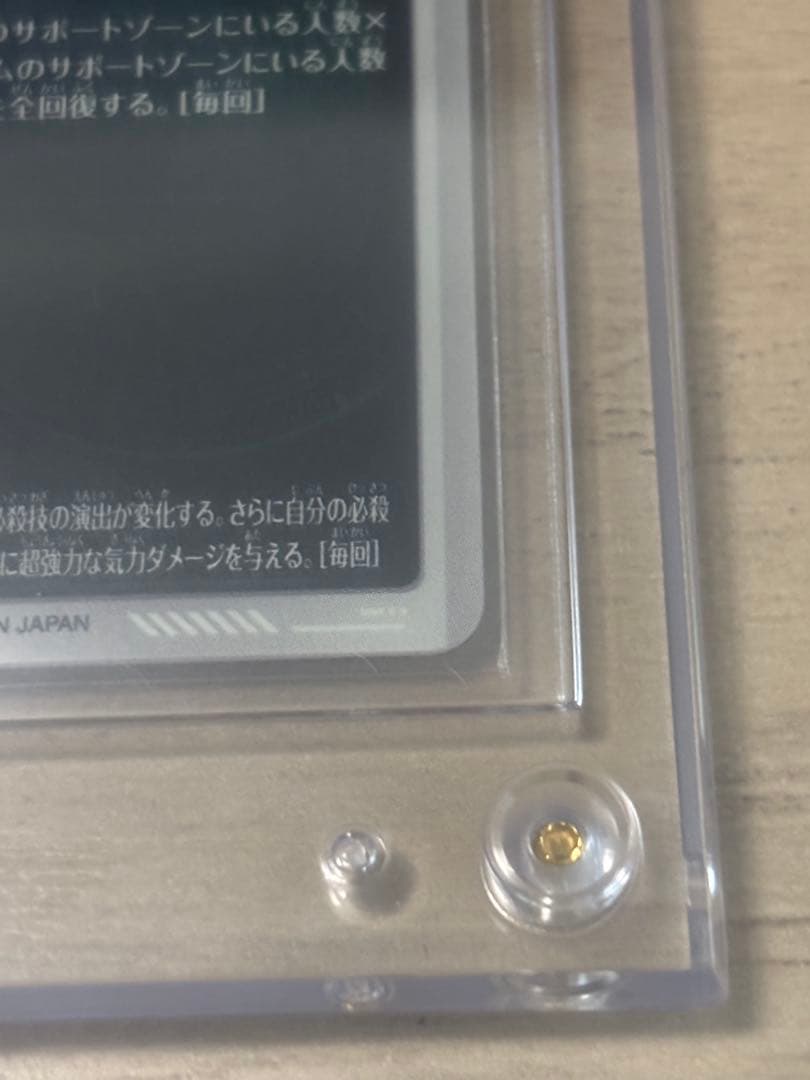 のサポートゾーンにいる人数×
ムのサポートゾーンにいる人数
を全回復する。[毎回]
必殺技の演出が変化する。さらに自分の必殺
に超強力な気力ダメージを与える。[毎回]
N JAPAN